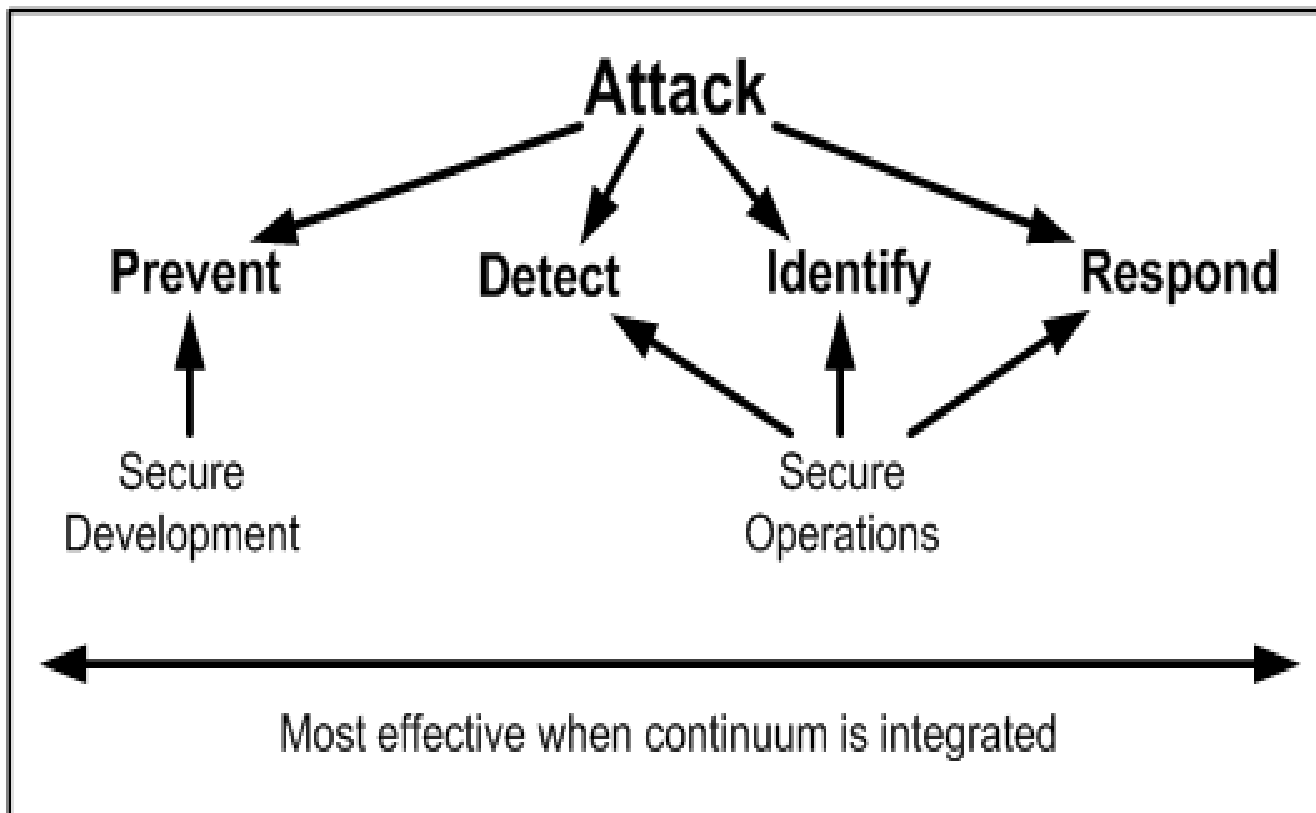 Attack
Prevent Detect Identify Respond
Secure
Development
Secure
Operations
Most effective when continuum is integrated